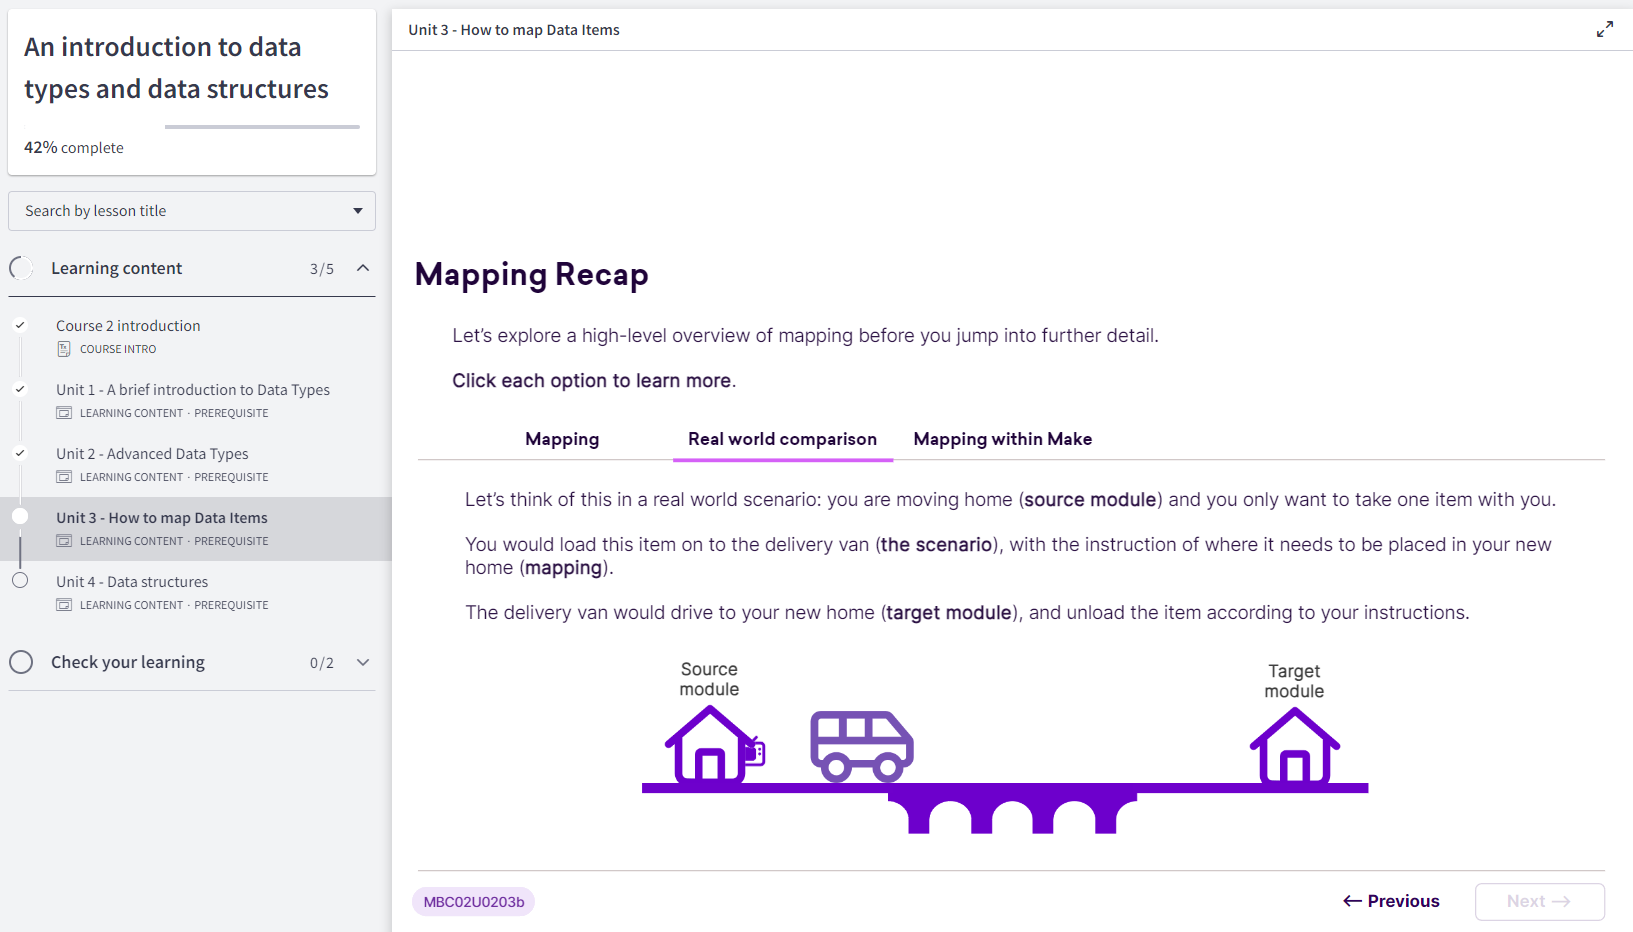 An introduction to data
types and data structures
42% complete
Search by lesson title
Learning content 3/5
Course 2 introduction
COURSE INTRO
Unit 1 - A brief introduction to Data Types
LEARNING CONTENT · PREREQUISITE
Unit 2 - Advanced Data Types
LEARNING CONTENT · PREREQUISITE
Unit 3 - How to map Data Items
LEARNING CONTENT · PREREQUISITE
Unit 4 - Data structures
LEARNING CONTENT · PREREQUISITE
Check your learning 0/2
Unit 3 - How to map Data Items
Mapping Recap
Let's explore a high-level overview of mapping before you jump into further detail.
Click each option to learn more.
Mapping Real world comparison Mapping within Make
Let's think of this in a real world scenario: you are moving home (source module) and you only want to take one item with you.
You would load this item on to the delivery van (the scenario), with the instruction of where it needs to be placed in your new
home (mapping).
The delivery van would drive to your new home (target module), and unload the item according to your instructions.
Source
module
Target
module
MBC02U0203b
← Previous
Next →